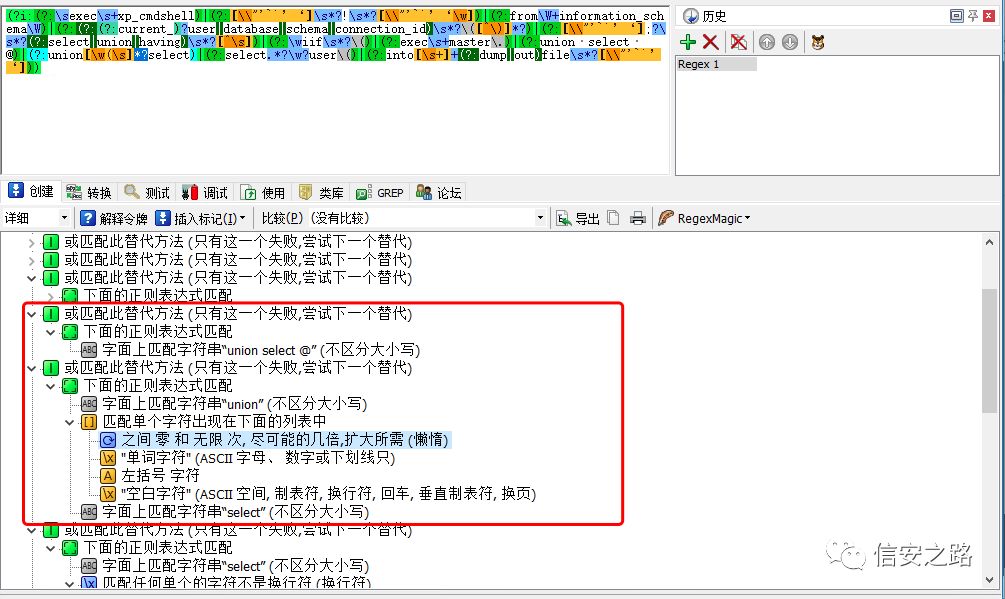 (?i:(?:\sexec\s+xp_cmdshell)|(?:[\\"'`´’‘]\s*?!\s*?[\\"'`´’‘\w])|(?:from\W+information_sc
hema\W)|(?:(?:(?:current_)?user|database|schema|connection_id)\s*?\([^\)]*?)|(?:[\\"'`´’‘];?\
s*?(?:select|union|having)\s*?[^\s])|(?:\wiif\s*?\()|(?:exec\s+master\.)|(?:union select
@)|(?:union[\w(\s]*?select)|(?:select.*?\w?user\()|(?:into[\s+]+(?:dump|out)file\s*?[\\"'`´’
‘]))
历史
Regex 1
创建 转换 测试 调试 使用 类库 GREP 论坛
详细 解释令牌 插入标记(I) 比较(P) (没有比较) 导出 RegexMagic
或匹配此替代方法 (只有这一个失败,尝试下一个替代)
或匹配此替代方法 (只有这一个失败,尝试下一个替代)
或匹配此替代方法 (只有这一个失败,尝试下一个替代)
下面的正则表达式匹配
或匹配此替代方法 (只有这一个失败,尝试下一个替代)
下面的正则表达式匹配
字面上匹配字符串“union select @” (不区分大小写)
或匹配此替代方法 (只有这一个失败,尝试下一个替代)
下面的正则表达式匹配
字面上匹配字符串“union” (不区分大小写)
匹配单个字符出现在下面的列表中
之间 零 和 无限 次, 尽可能的几倍,扩大所需 (懒惰)
"单词字符" (ASCII 字母、 数字或下划线只)
左括号 字符
"空白字符" (ASCII 空间, 制表符, 换行符, 回车, 垂直制表符, 换页)
字面上匹配字符串“select” (不区分大小写)
或匹配此替代方法 (只有这一个失败,尝试下一个替代)
下面的正则表达式匹配
字面上匹配字符串“select” (不区分大小写)
匹配任何单个的字符不是换行符 (换行符)
信安之路